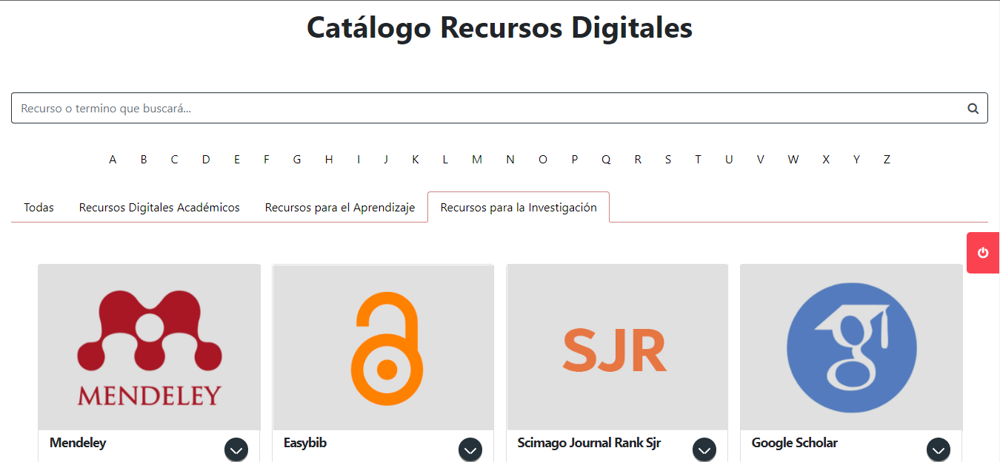 Catálogo Recursos Digitales
Recurso o termino que buscará...
A B C D E F G H I J K L M N O P Q R S T U V W X Y Z
Todas Recursos Digitales Académicos Recursos para el Aprendizaje Recursos para la Investigación
MENDELEY
SJR
g
Mendeley Easybib Scimago Journal Rank Sjr Google Scholar